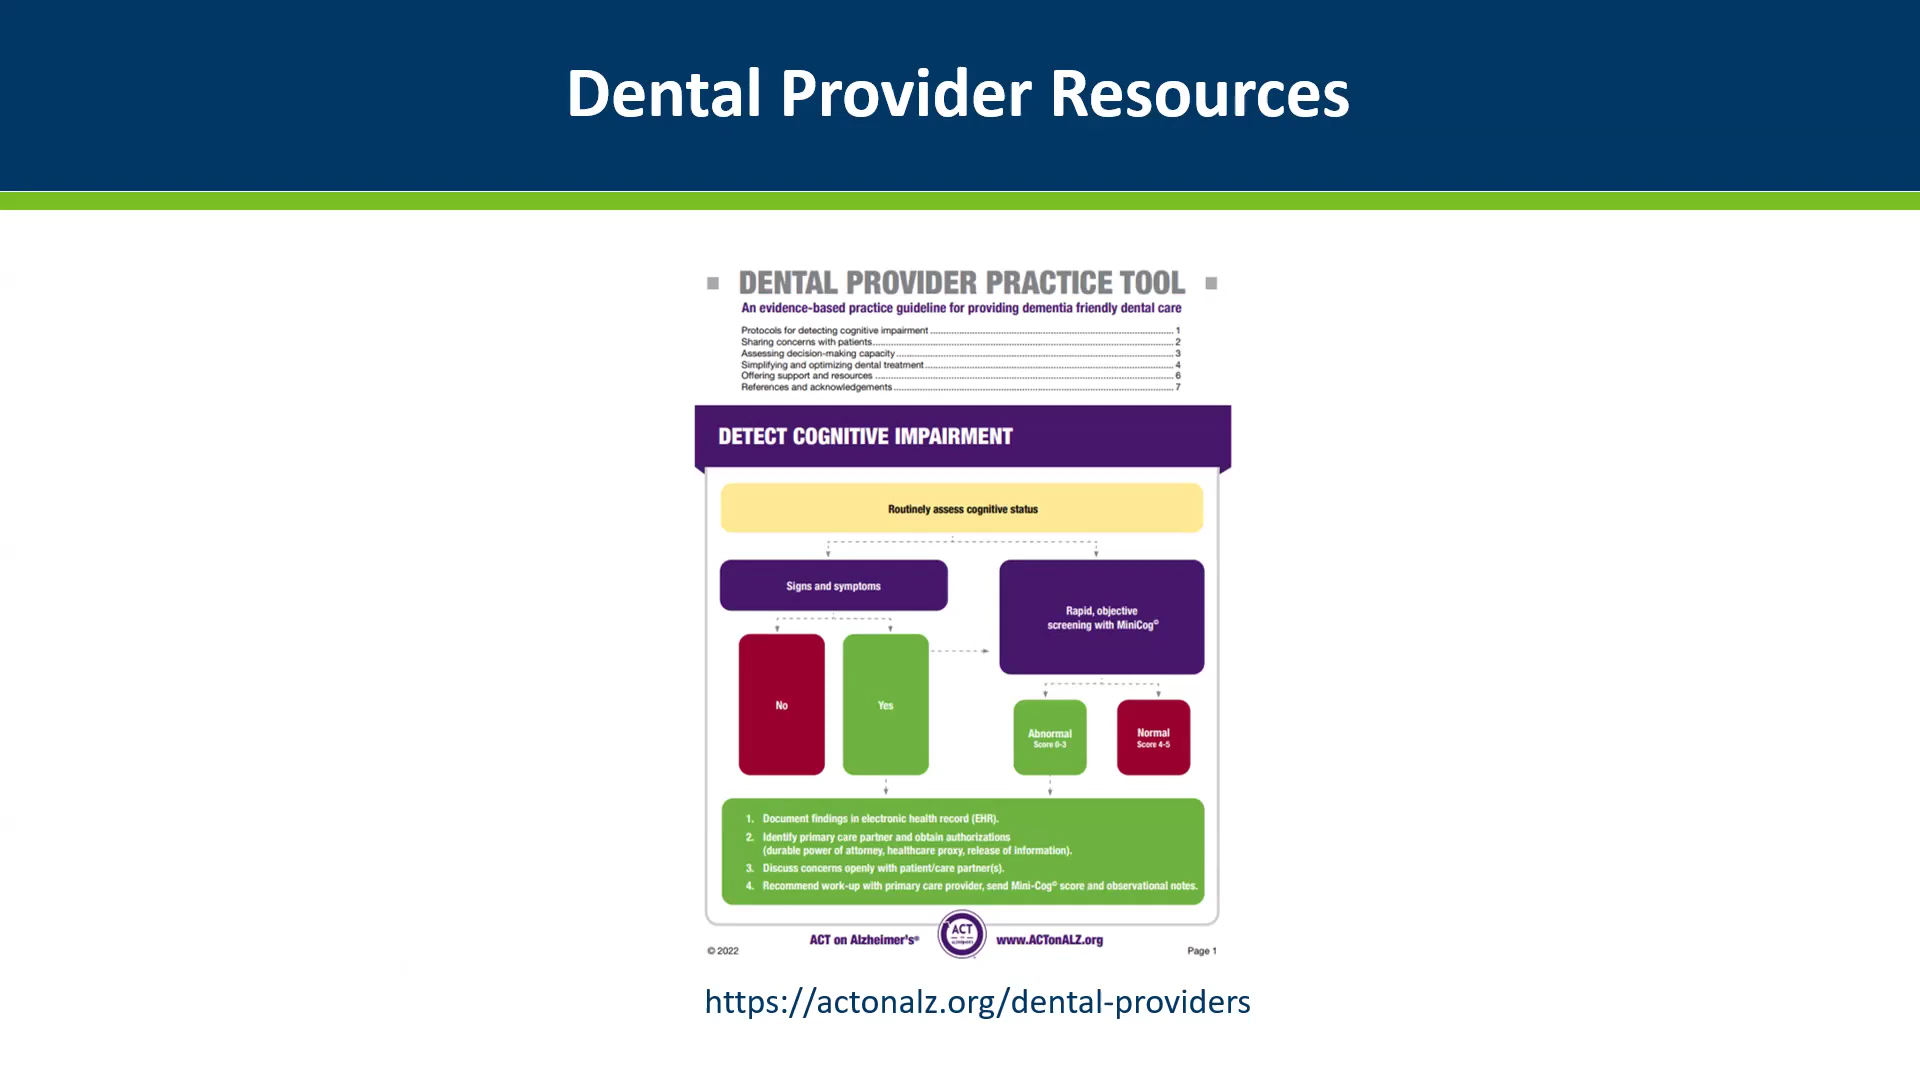 Dental Provider Resources
DENTAL PROVIDER PRACTICE TOOL
An evidence-based practice guideline for providing dementia friendly dental care
Protocols for detecting cognitive impairment 1
Sharing concerns with patients 2
Assessing decision-making capacity 3
Simplifying and optimizing dental treatment 4
Offering support and resources 6
References and acknowledgements 7
DETECT COGNITIVE IMPAIRMENT
Routinely assess cognitive status
Signs and symptoms
Rapid, objective
screening with MiniCog©
No
Yes
Abnormal
Score 0-3
Normal
Score 4-5
1. Document findings in electronic health record (EHR).
2. Identify primary care partner and obtain authorizations
(durable power of attorney, healthcare proxy, release of information).
3. Discuss concerns openly with patient/care partner(s).
4. Recommend work-up with primary care provider, send Mini-Cog© score and observational notes.
ACT on Alzheimer's®
ACT
on
ALZHEIMER'S
www.ACTonALZ.org
© 2022
Page 1
https://actonalz.org/dental-providers